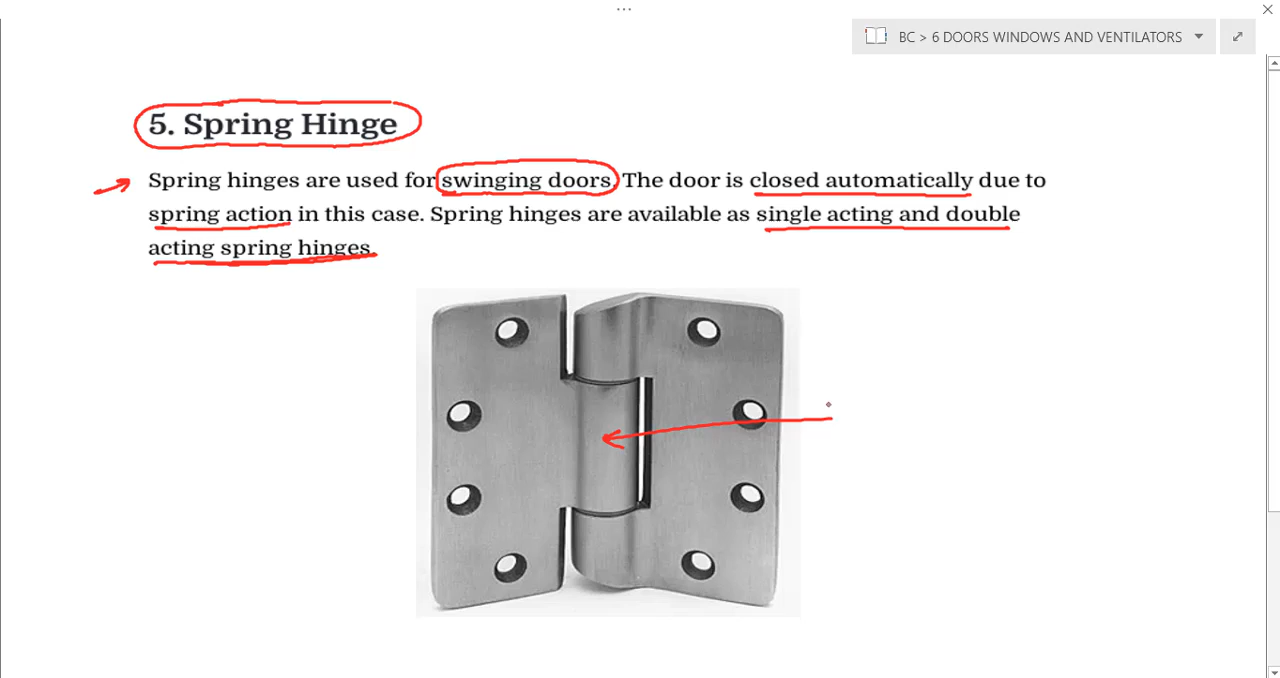 ...
BC > 6 DOORS WINDOWS AND VENTILATORS
5. Spring Hinge
Spring hinges are used for swinging doors. The door is closed automatically due to
spring action in this case. Spring hinges are available as single acting and double
acting spring hinges.